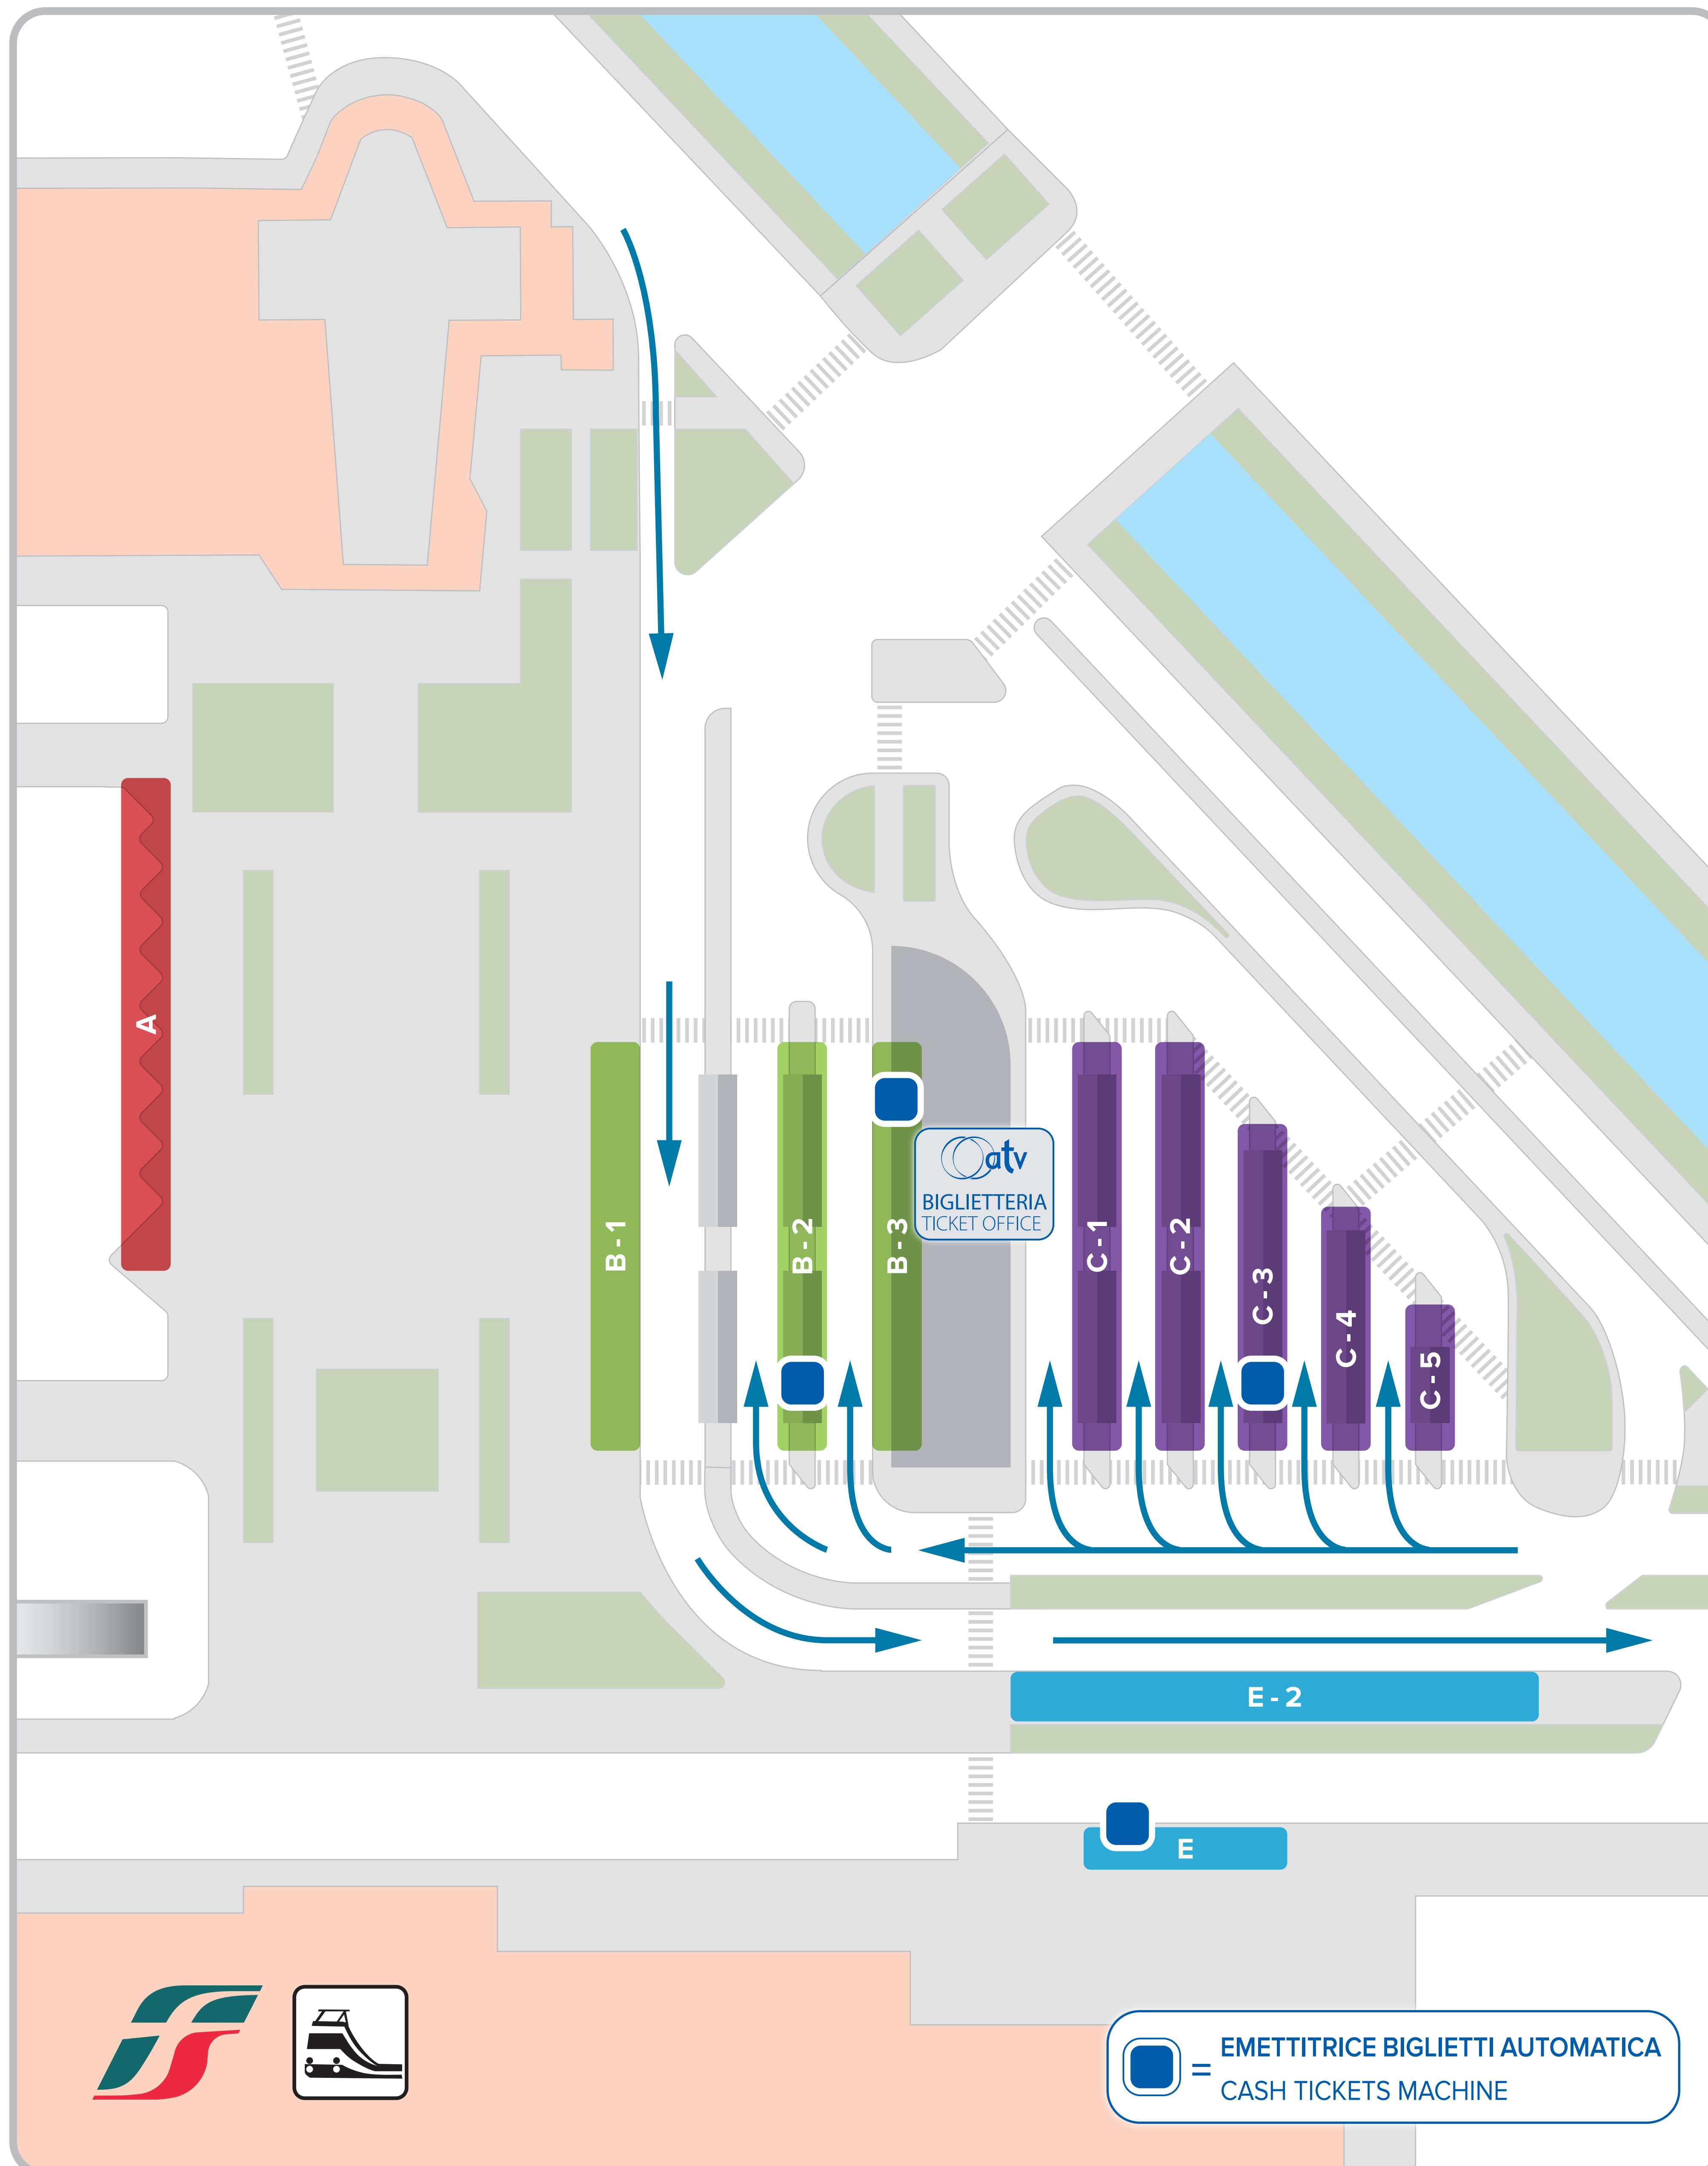 A
B-1
B-2
B-3
atv
BIGLIETTERIA
TICKET OFFICE
C-1
C-2
C-3
C-4
C-5
E-2
E
= EMETTITRICE BIGLIETTI AUTOMATICA
CASH TICKETS MACHINE